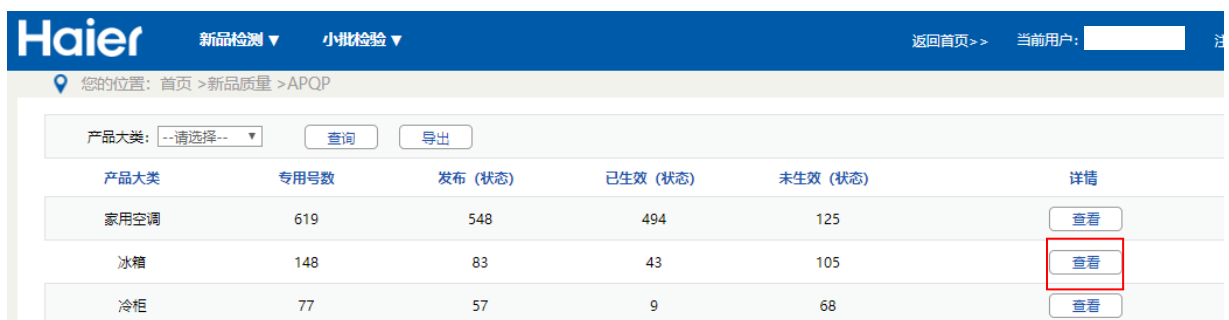 Haier 新品检测▼ 小批检验▼ 返回首页>> 当前用户: 注
您的位置：首页 >新品质量 >APQP
产品大类: --请选择-- ▼ 查询 导出
产品大类 专用号数 发布（状态） 已生效（状态） 未生效（状态） 详情
家用空调 619 548 494 125 查看
冰箱 148 83 43 105 查看
冷柜 77 57 9 68 查看